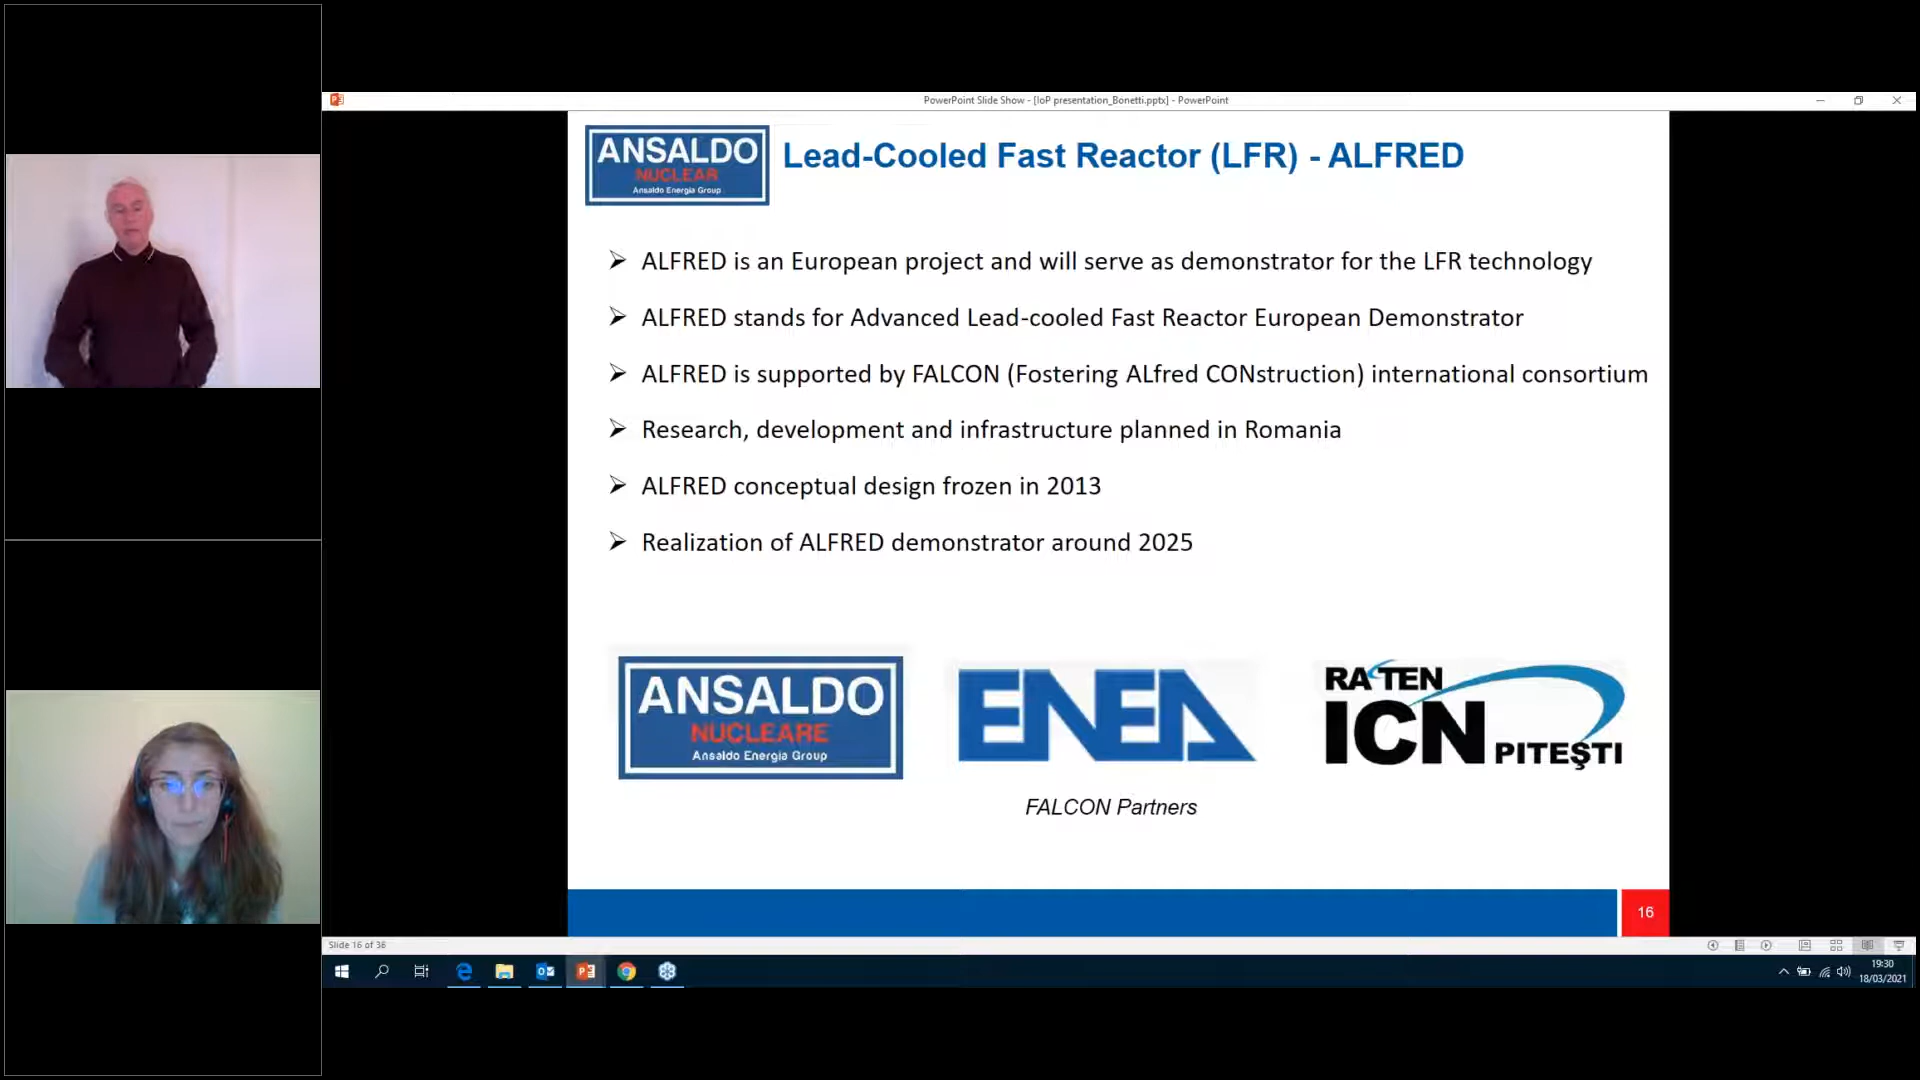 PowerPoint Slide Show - [IoP presentation_Bonetti.pptx] - PowerPoint
ANSALDO
NUCLEAR
Ansaldo Energia Group
Lead-Cooled Fast Reactor (LFR) - ALFRED
ALFRED is an European project and will serve as demonstrator for the LFR technology
ALFRED stands for Advanced Lead-cooled Fast Reactor European Demonstrator
ALFRED is supported by FALCON (Fostering ALfred CONstruction) international consortium
Research, development and infrastructure planned in Romania
ALFRED conceptual design frozen in 2013
Realization of ALFRED demonstrator around 2025
ANSALDO
NUCLEARE
Ansaldo Energia Group
ENEA
RATEN
ICN PITEŞTI
FALCON Partners
16
Slide 16 of 36
19:30
18/03/2021